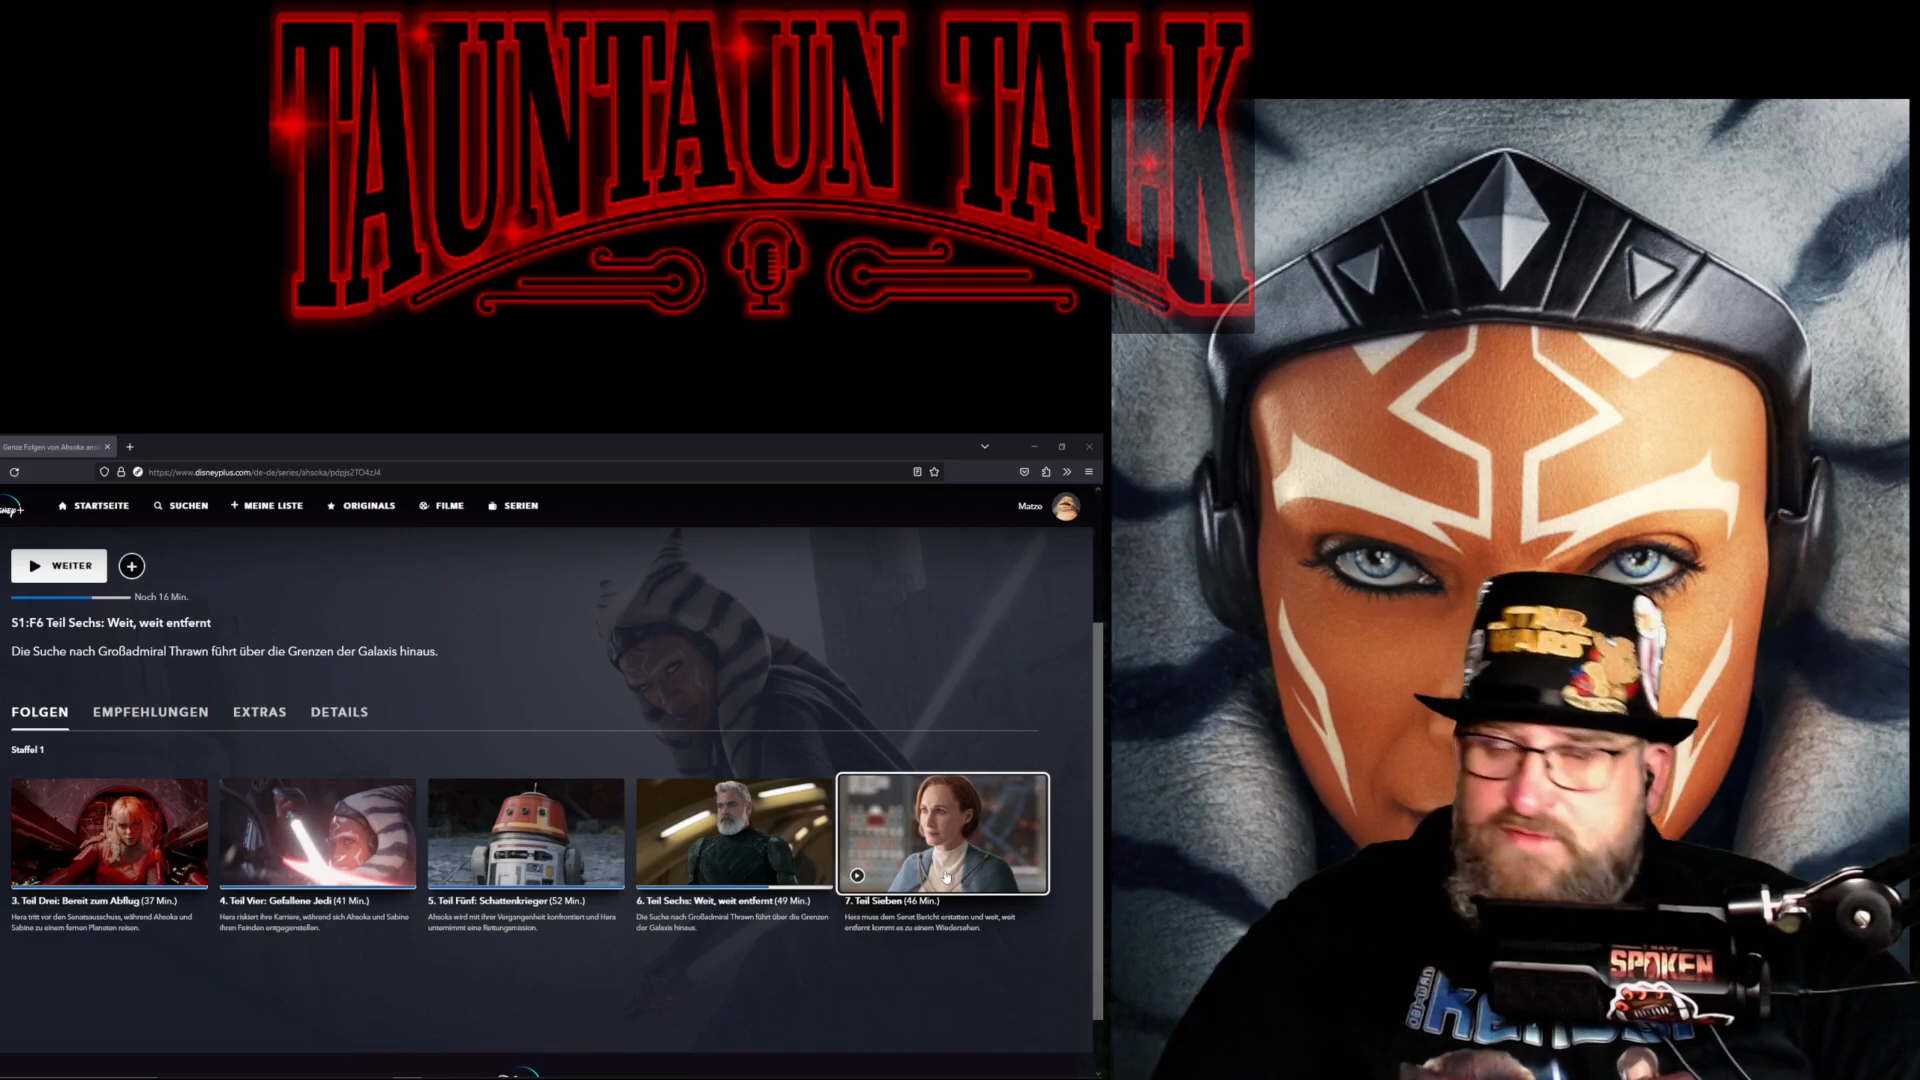 TAUNTAUN TALK
Ganze Folgen von Ahsoka ans
https://www.disneyplus.com/de-de/series/ahsoka/pdpjs2TO4zJ4
STARTSEITE
SUCHEN
MEINE LISTE
ORIGINALS
FILME
SERIEN
Matze
WEITER
Noch 16 Min.
S1:F6 Teil Sechs: Weit, weit entfernt
Die Suche nach Großadmiral Thrawn führt über die Grenzen der Galaxis hinaus.
FOLGEN
EMPFEHLUNGEN
EXTRAS
DETAILS
Staffel 1
3. Teil Drei: Bereit zum Abflug (37 Min.)
Hera tritt vor den Senatsausschuss, während Ahsoka und
Sabine zu einem fernen Planeten reisen.
4. Teil Vier: Gefallene Jedi (41 Min.)
Hera riskiert ihre Karriere, während sich Ahsoka und Sabine
ihren Feinden entgegenstellen.
5. Teil Fünf: Schattenkrieger (52 Min.)
Ahsoka wird mit ihrer Vergangenheit konfrontiert und Hera
unternimmt eine Rettungsmission.
6. Teil Sechs: Weit, weit entfernt (49 Min.)
Die Suche nach Großadmiral Thrawn führt über die Grenzen
der Galaxis hinaus.
7. Teil Sieben (46 Min.)
Hera muss dem Senat Bericht erstatten und weit, weit
entfernt kommt es zu einem Wiedersehen.
STAR
WARS
I HAVE
SPOKEN
OBI-WAN